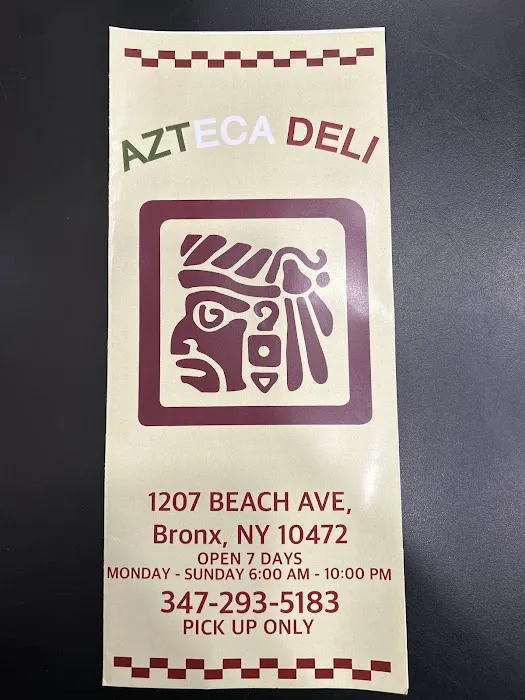 AZTECA DELI
1207 BEACH AVE,
Bronx, NY 10472
OPEN 7 DAYS
MONDAY - SUNDAY 6:00 AM - 10:00 PM
347-293-5183
PICK UP ONLY